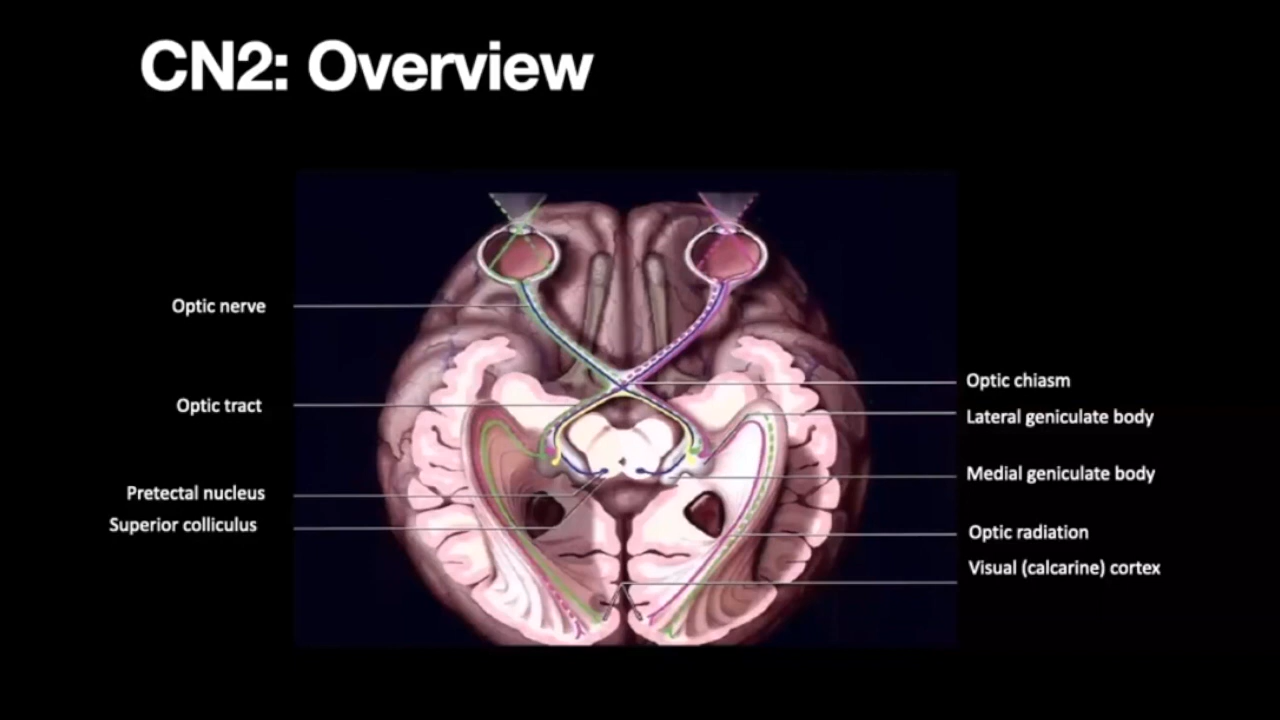 CN2: Overview
Optic nerve
Optic tract
Pretectal nucleus
Superior colliculus
Optic chiasm
Lateral geniculate body
Medial geniculate body
Optic radiation
Visual (calcarine) cortex